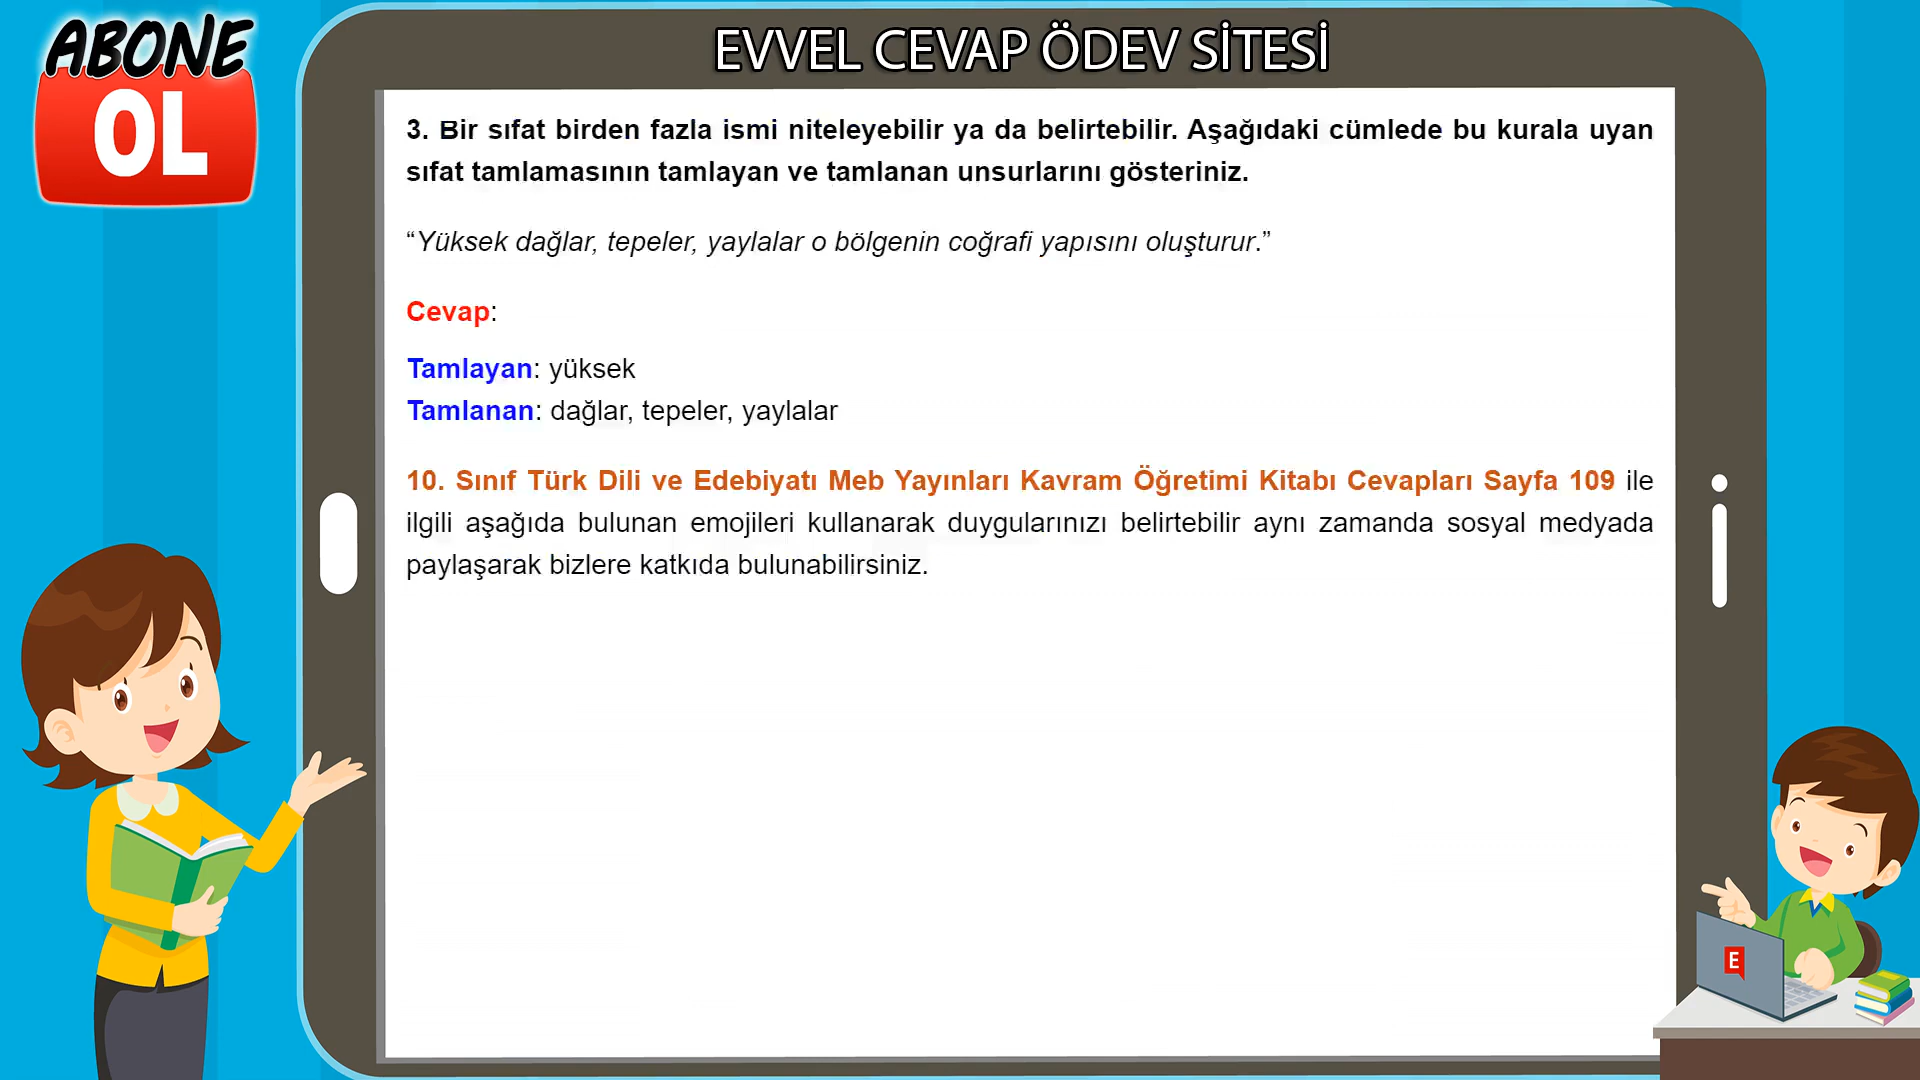 ABONE
OL
EVVEL CEVAP ÖDEV SİTESİ
3. Bir sıfat birden fazla ismi niteleyebilir ya da belirtebilir. Aşağıdaki cümlede bu kurala uyan
sıfat tamlamasının tamlayan ve tamlanan unsurlarını gösteriniz.
“Yüksek dağlar, tepeler, yaylalar o bölgenin coğrafi yapısını oluşturur.”
Cevap:
Tamlayan: yüksek
Tamlanan: dağlar, tepeler, yaylalar
10. Sınıf Türk Dili ve Edebiyatı Meb Yayınları Kavram Öğretimi Kitabı Cevapları Sayfa 109 ile
ilgili aşağıda bulunan emojileri kullanarak duygularınızı belirtebilir aynı zamanda sosyal medyada
paylaşarak bizlere katkıda bulunabilirsiniz.
E